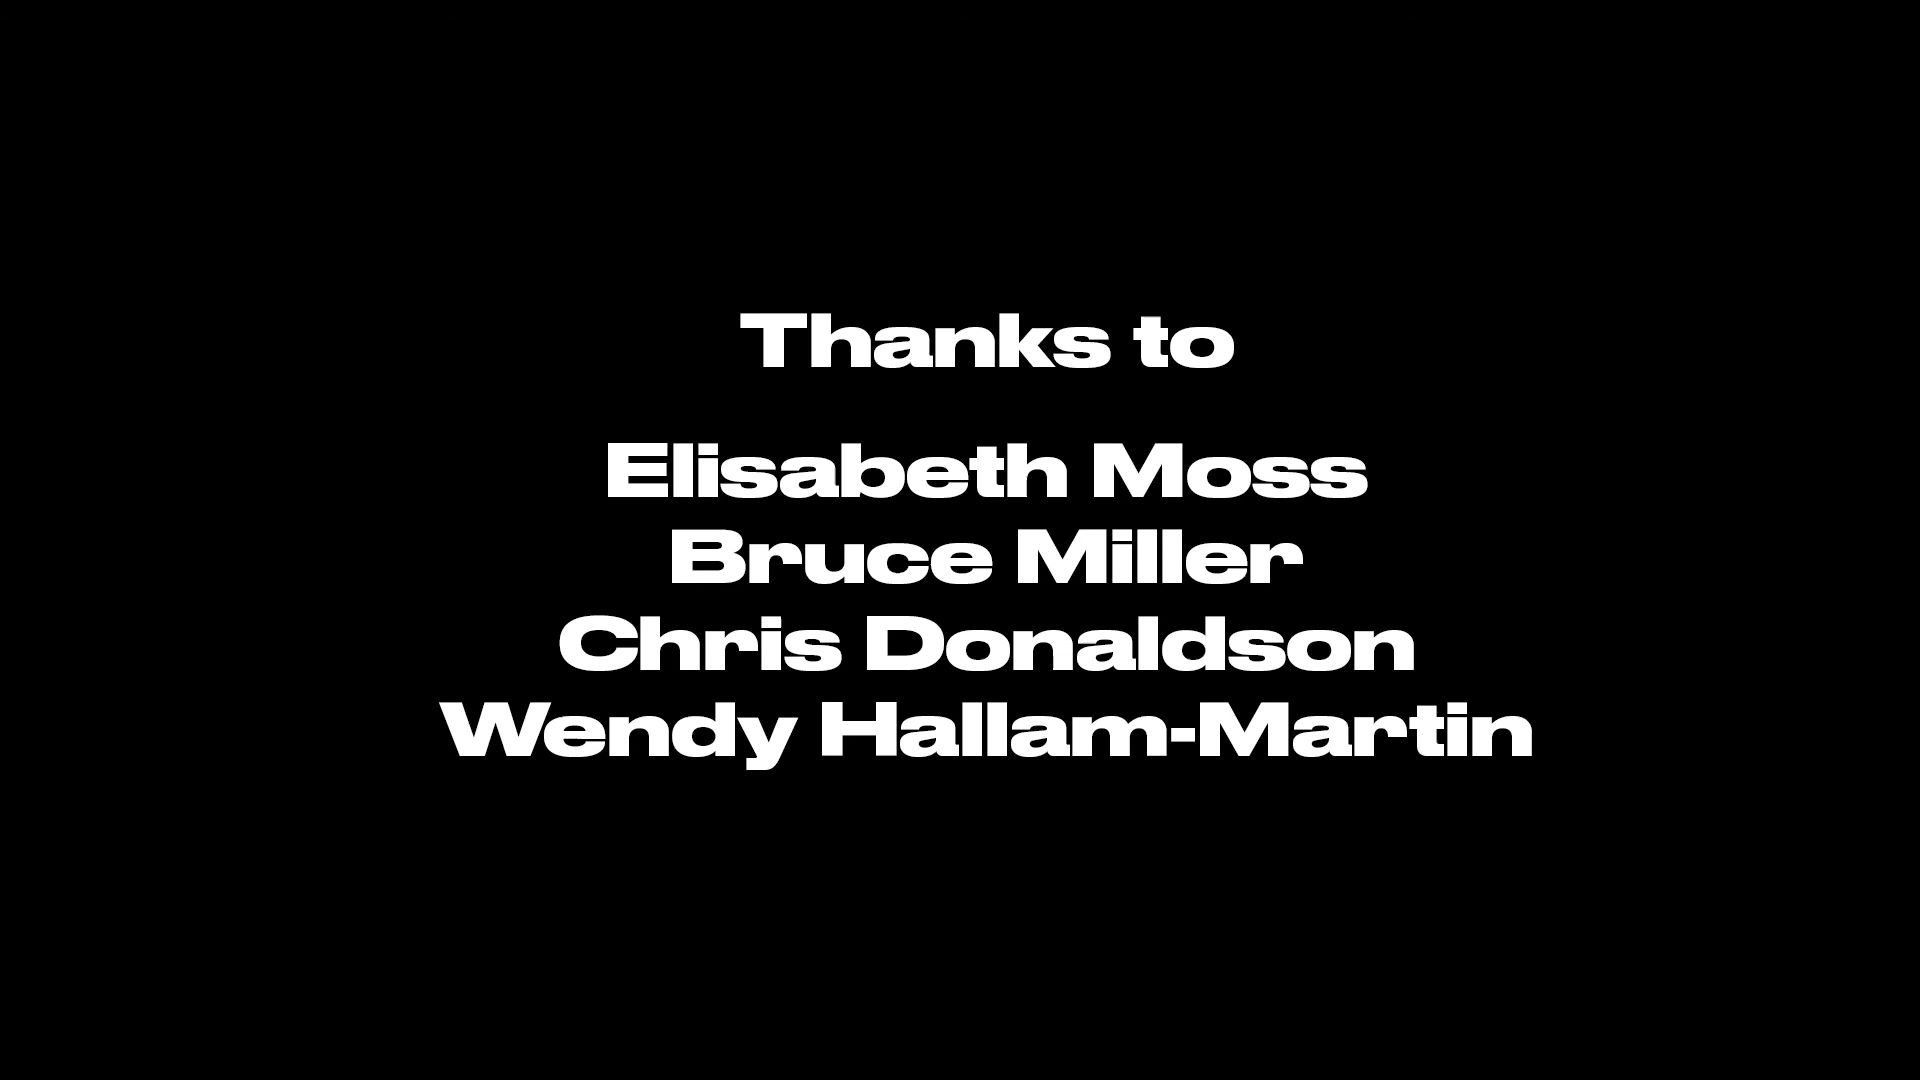 Thanks to
Elisabeth Moss
Bruce Miller
Chris Donaldson
Wendy Hallam-Martin